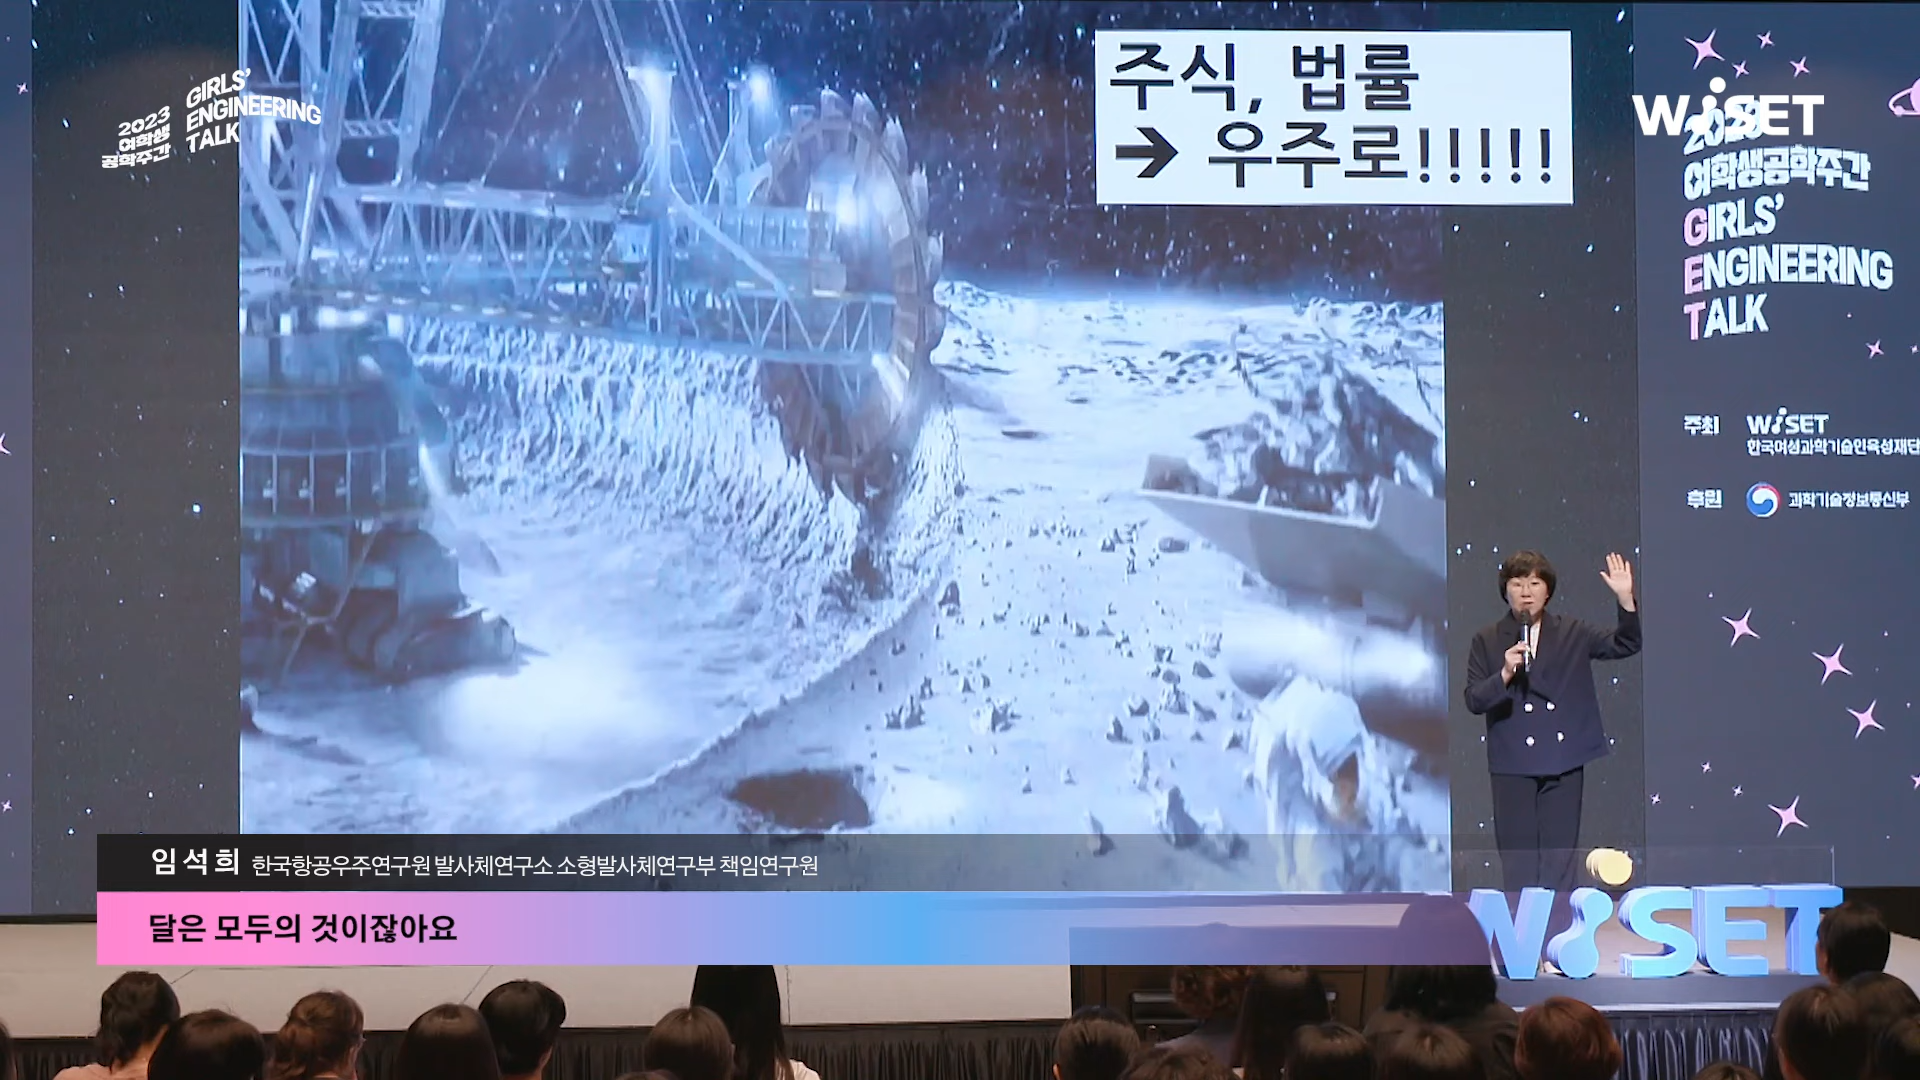 2023
여학생
공학주간
GIRLS'
ENGINEERING
TALK
주식, 법률
→ 우주로!!!!!
WISET
2023
여학생공학주간
GIRLS'
ENGINEERING
TALK
주최 WISET
한국여성과학기술인육성재단
후원 과학기술정보통신부
임석희 한국항공우주연구원 발사체연구소 소형발사체연구부 책임연구원
달은 모두의 것이잖아요
WISET